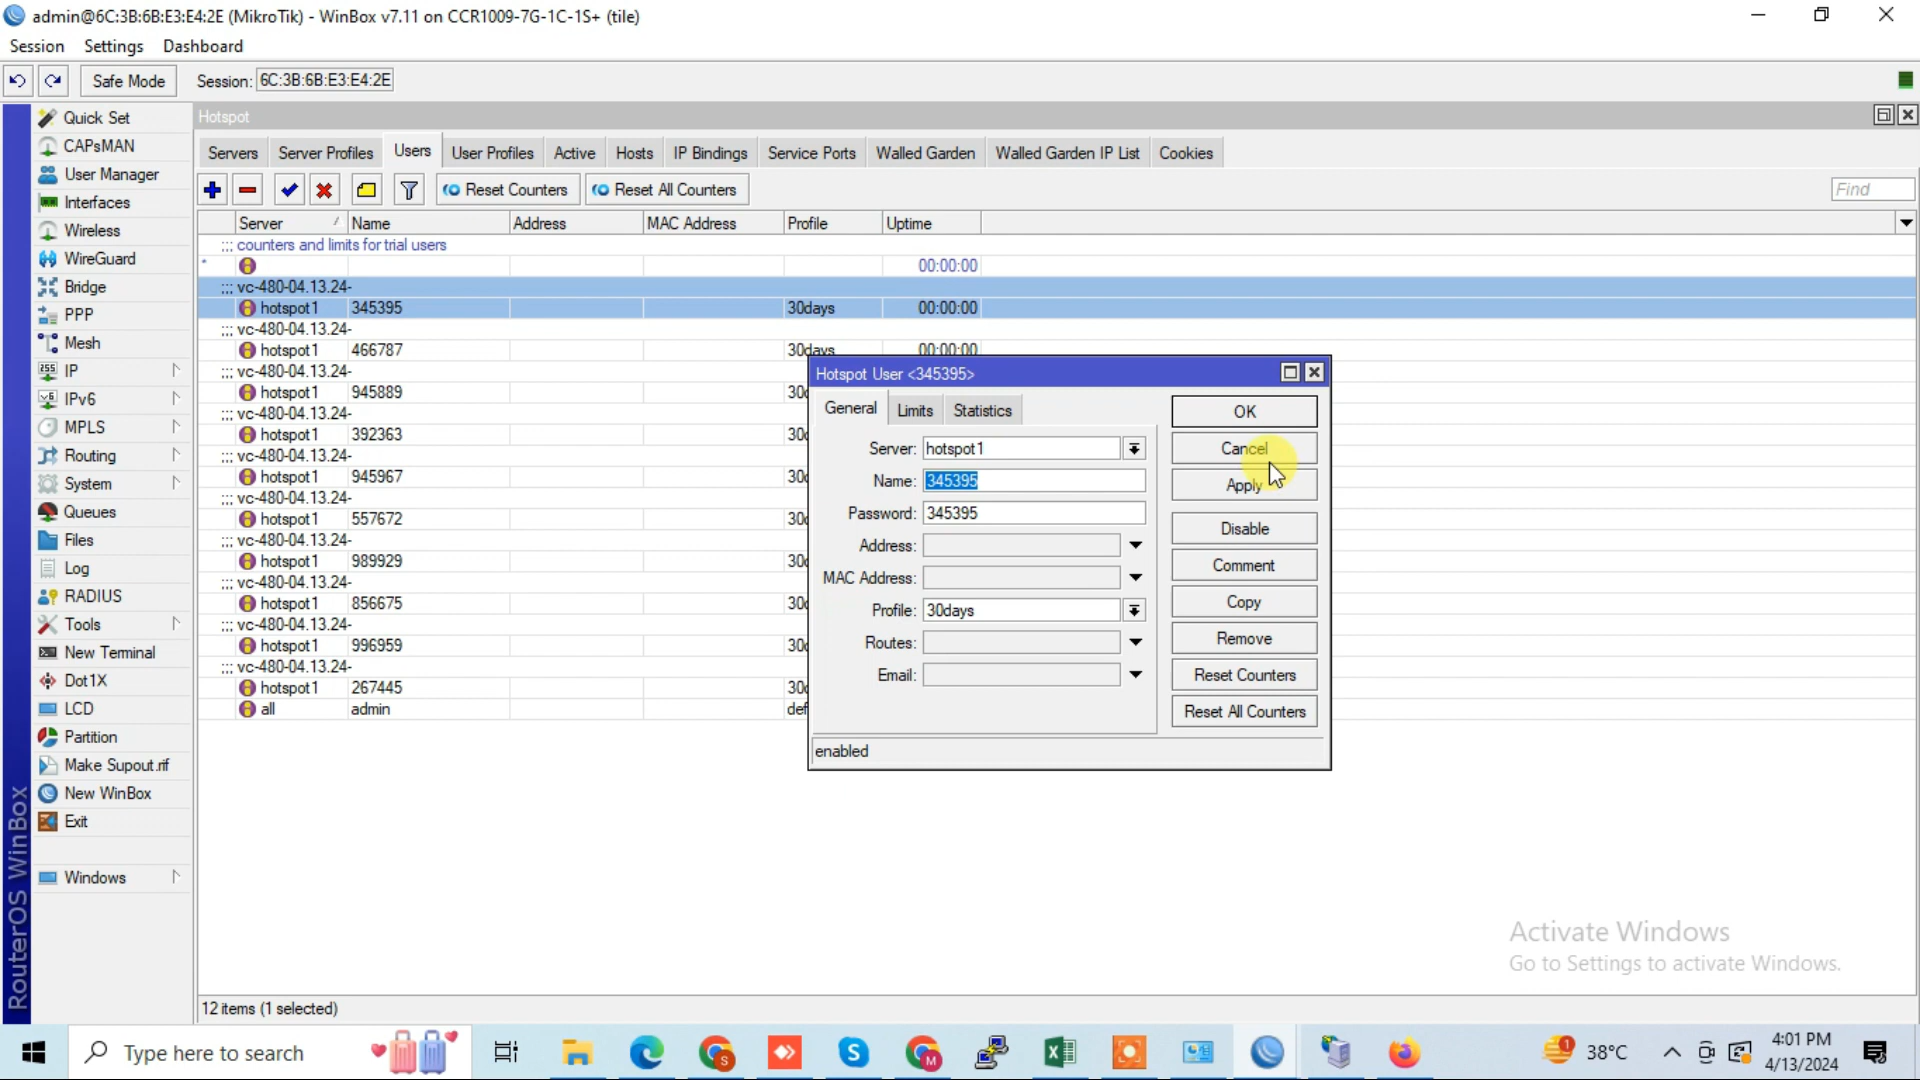 admin@6C:3B:6B:E3:E4:2E (MikroTik) - WinBox v7.11 on CCR1009-7G-1C-1S+ (tile)
Session Settings Dashboard
Safe Mode Session: 6C:3B:6B:E3:E4:2E
Quick Set
CAPsMAN
User Manager
Interfaces
Wireless
WireGuard
Bridge
PPP
Mesh
IP
IPv6
MPLS
Routing
System
Queues
Files
Log
RADIUS
Tools
New Terminal
Dot1X
LCD
Partition
Make Supout.rif
New WinBox
Exit
Windows
RouterOS WinBox
Hotspot
Servers Server Profiles Users User Profiles Active Hosts IP Bindings Service Ports Walled Garden Walled Garden IP List Cookies
Reset Counters Reset All Counters Find
Server Name Address MAC Address Profile Uptime
;;; counters and limits for trial users
* 00:00:00
;;; vc-480-04.13.24-
hotspot1 345395 30days 00:00:00
;;; vc-480-04.13.24-
hotspot1 466787 30days 00:00:00
;;; vc-480-04.13.24-
hotspot1 945889 30d
;;; vc-480-04.13.24-
hotspot1 392363 30d
;;; vc-480-04.13.24-
hotspot1 945967 30d
;;; vc-480-04.13.24-
hotspot1 557672 30d
;;; vc-480-04.13.24-
hotspot1 989929 30d
;;; vc-480-04.13.24-
hotspot1 856675 30d
;;; vc-480-04.13.24-
hotspot1 996959 30d
;;; vc-480-04.13.24-
hotspot1 267445 30d
all admin def
Hotspot User <345395>
General Limits Statistics
Server: hotspot1
Name: 345395
Password: 345395
Address:
MAC Address:
Profile: 30days
Routes:
Email:
OK
Cancel
Apply
Disable
Comment
Copy
Remove
Reset Counters
Reset All Counters
enabled
Activate Windows
Go to Settings to activate Windows.
12 items (1 selected)
Type here to search
38°C
4:01 PM
4/13/2024